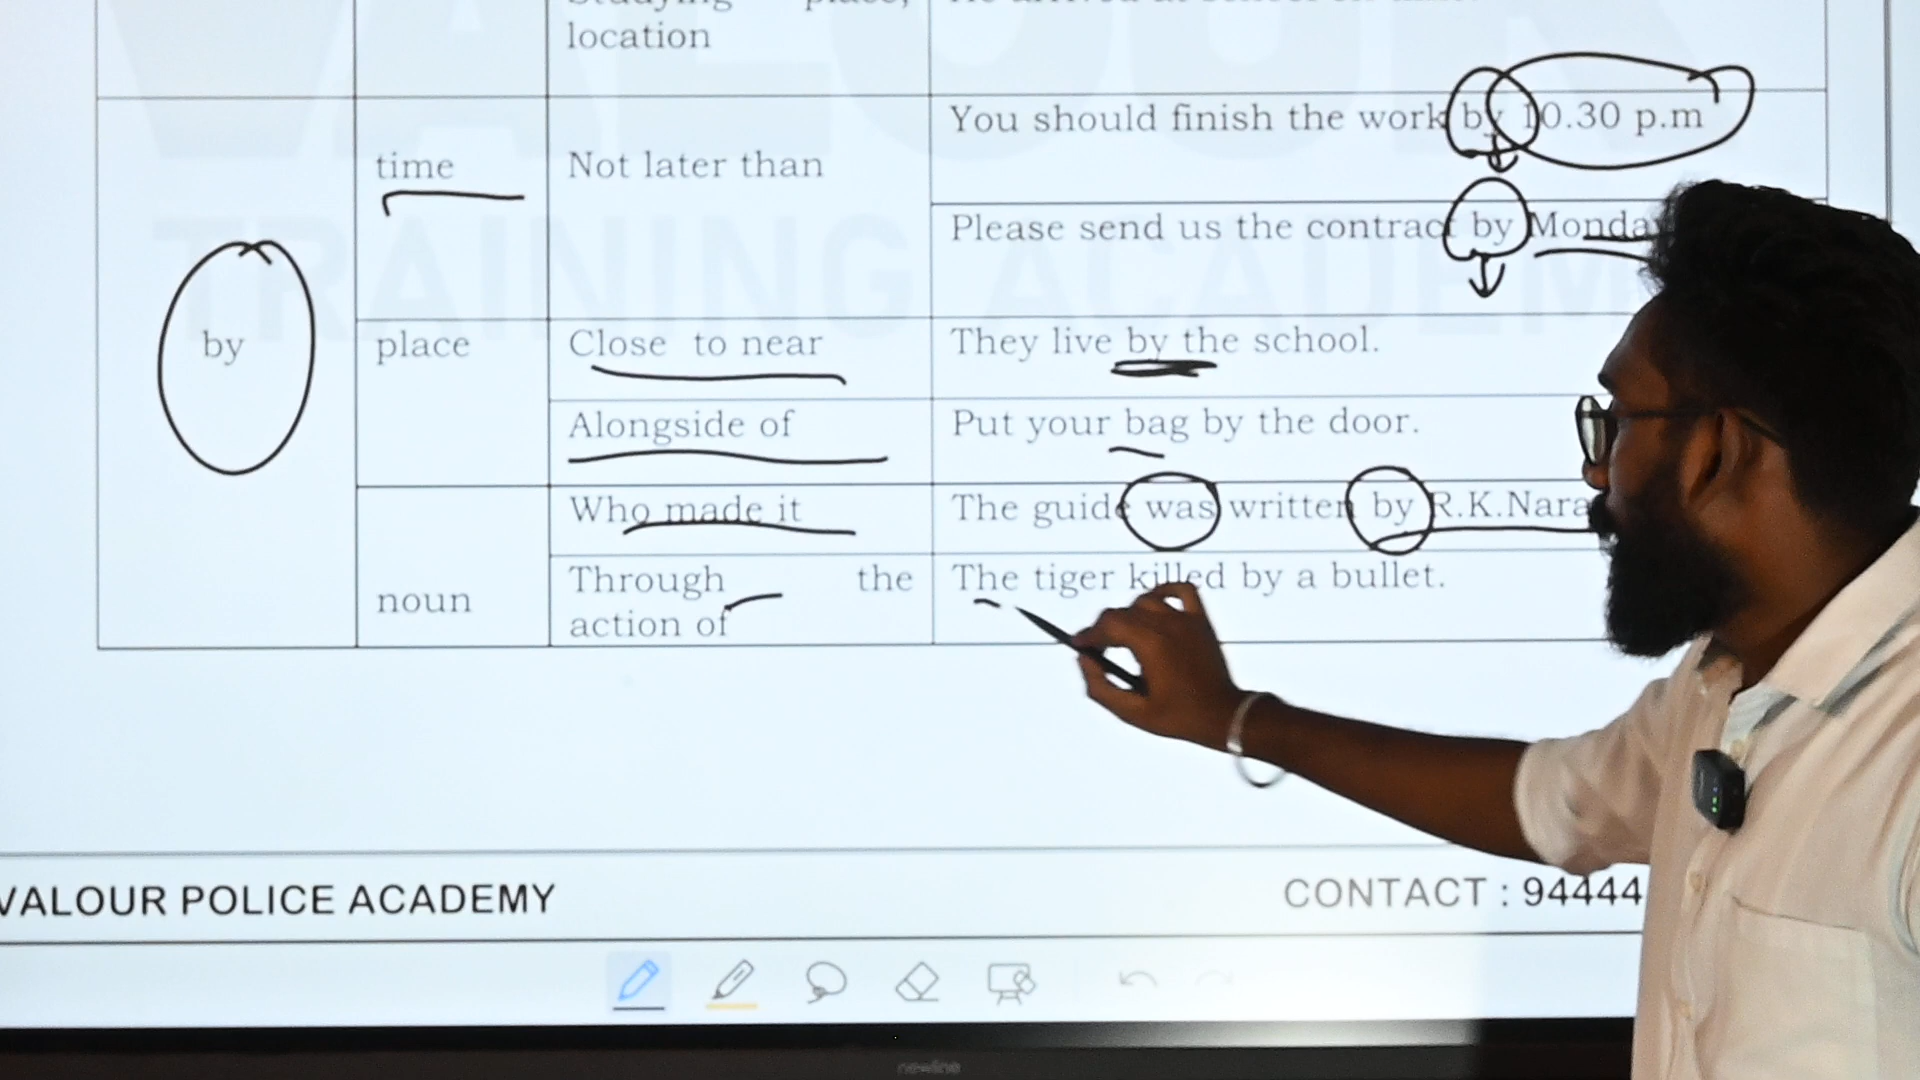 location
You should finish the work by 10.30 p.m
time
Not later than
Please send us the contract by Monday
by
place
Close to near
They live by the school.
Alongside of
Put your bag by the door.
Who made it
The guide was written by R.K.Nara
noun
Through the
action of
The tiger killed by a bullet.
TRAINING ACADEM
VALOUR POLICE ACADEMY
CONTACT : 94444
newline